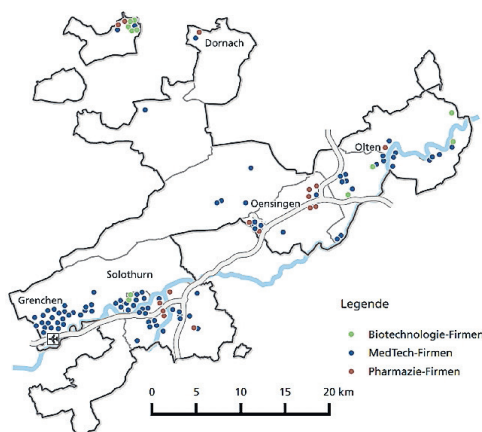 Dornach
Olten
Oensingen
Solothurn
Grenchen
Legende
Biotechnologie-Firmen
MedTech-Firmen
Pharmazie-Firmen
0 5 10 15 20 km